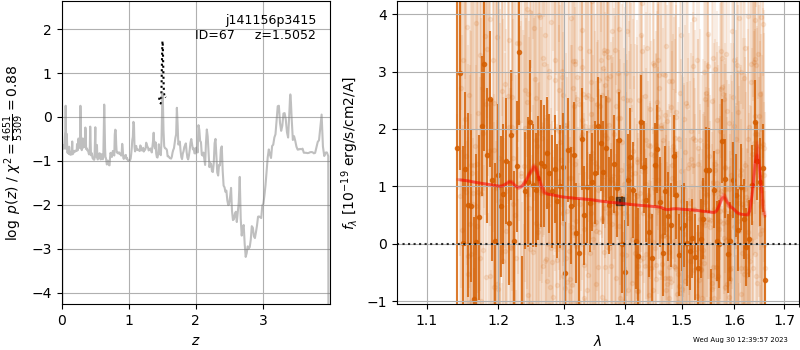 j141156p3415
ID=67 z=1.5052
log p(z) / χ² = 4651/5309 = 0.88
2
1
0
−1
−2
−3
−4
0 1 2 3
z
fλ [10⁻¹⁹ erg/s/cm2/A]
4
3
2
1
0
−1
1.1 1.2 1.3 1.4 1.5 1.6 1.7
λ
Wed Aug 30 12:39:57 2023